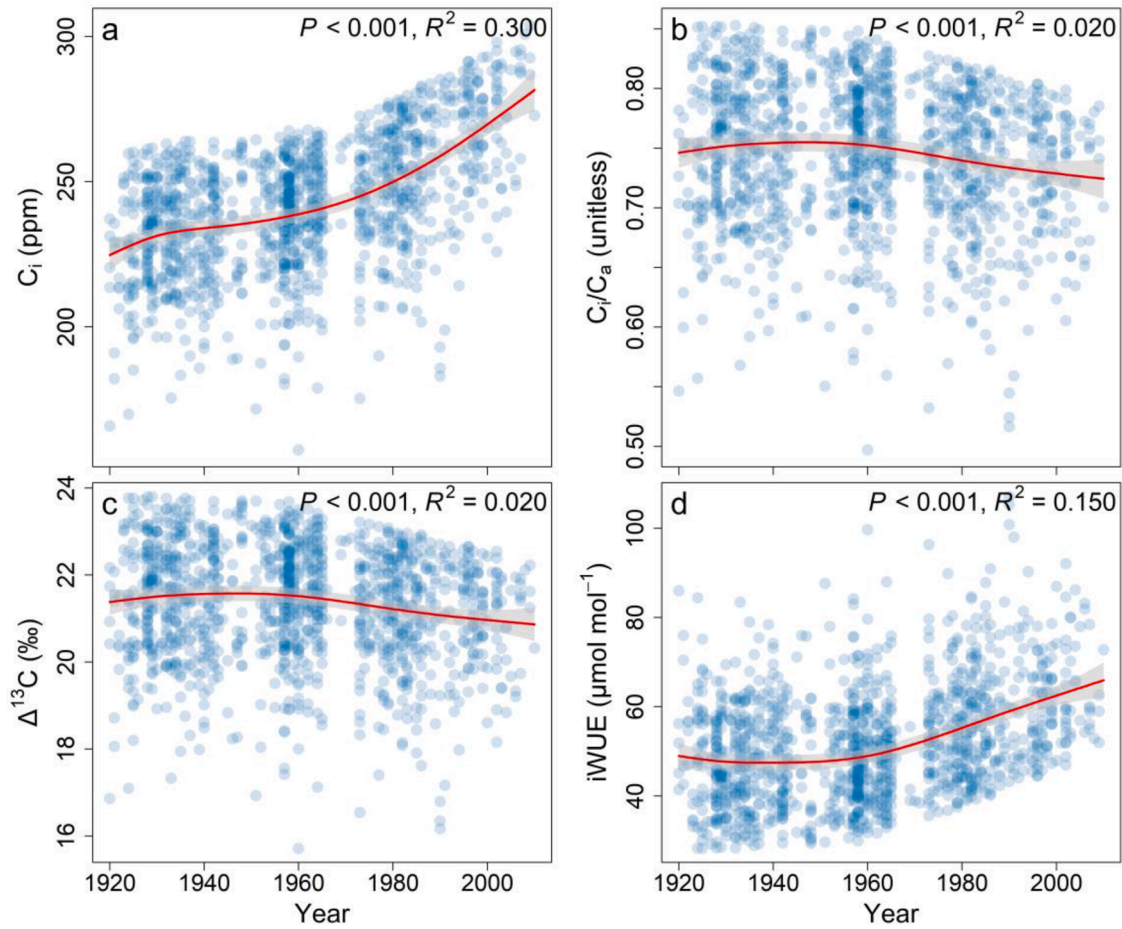 a
P < 0.001, R² = 0.300
300
250
200
Cᵢ (ppm)
b
P < 0.001, R² = 0.020
0.80
0.70
0.60
0.50
Cᵢ/Cₐ (unitless)
c
P < 0.001, R² = 0.020
24
22
20
18
16
Δ¹³C (‰)
1920 1940 1960 1980 2000
Year
d
P < 0.001, R² = 0.150
100
80
60
40
iWUE (µmol mol⁻¹)
1920 1940 1960 1980 2000
Year